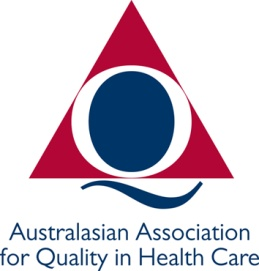 Q
Australasian Association
for Quality in Health Care